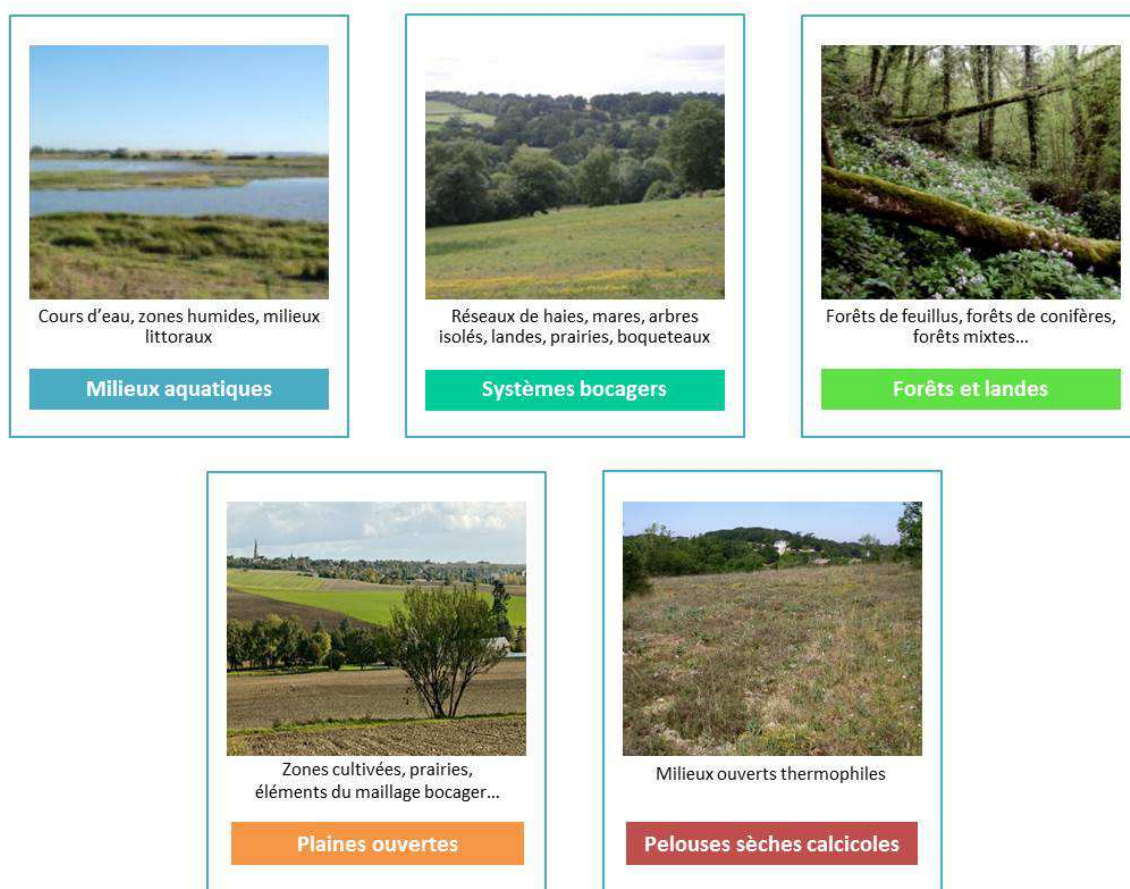 Cours d'eau, zones humides, milieux
littoraux
Milieux aquatiques
Réseaux de haies, mares, arbres
isolés, landes, prairies, boqueteaux
Systèmes bocagers
Forêts de feuillus, forêts de conifères,
forêts mixtes…
Forêts et landes
Zones cultivées, prairies,
éléments du maillage bocager…
Plaines ouvertes
Milieux ouverts thermophiles
Pelouses sèches calcicoles